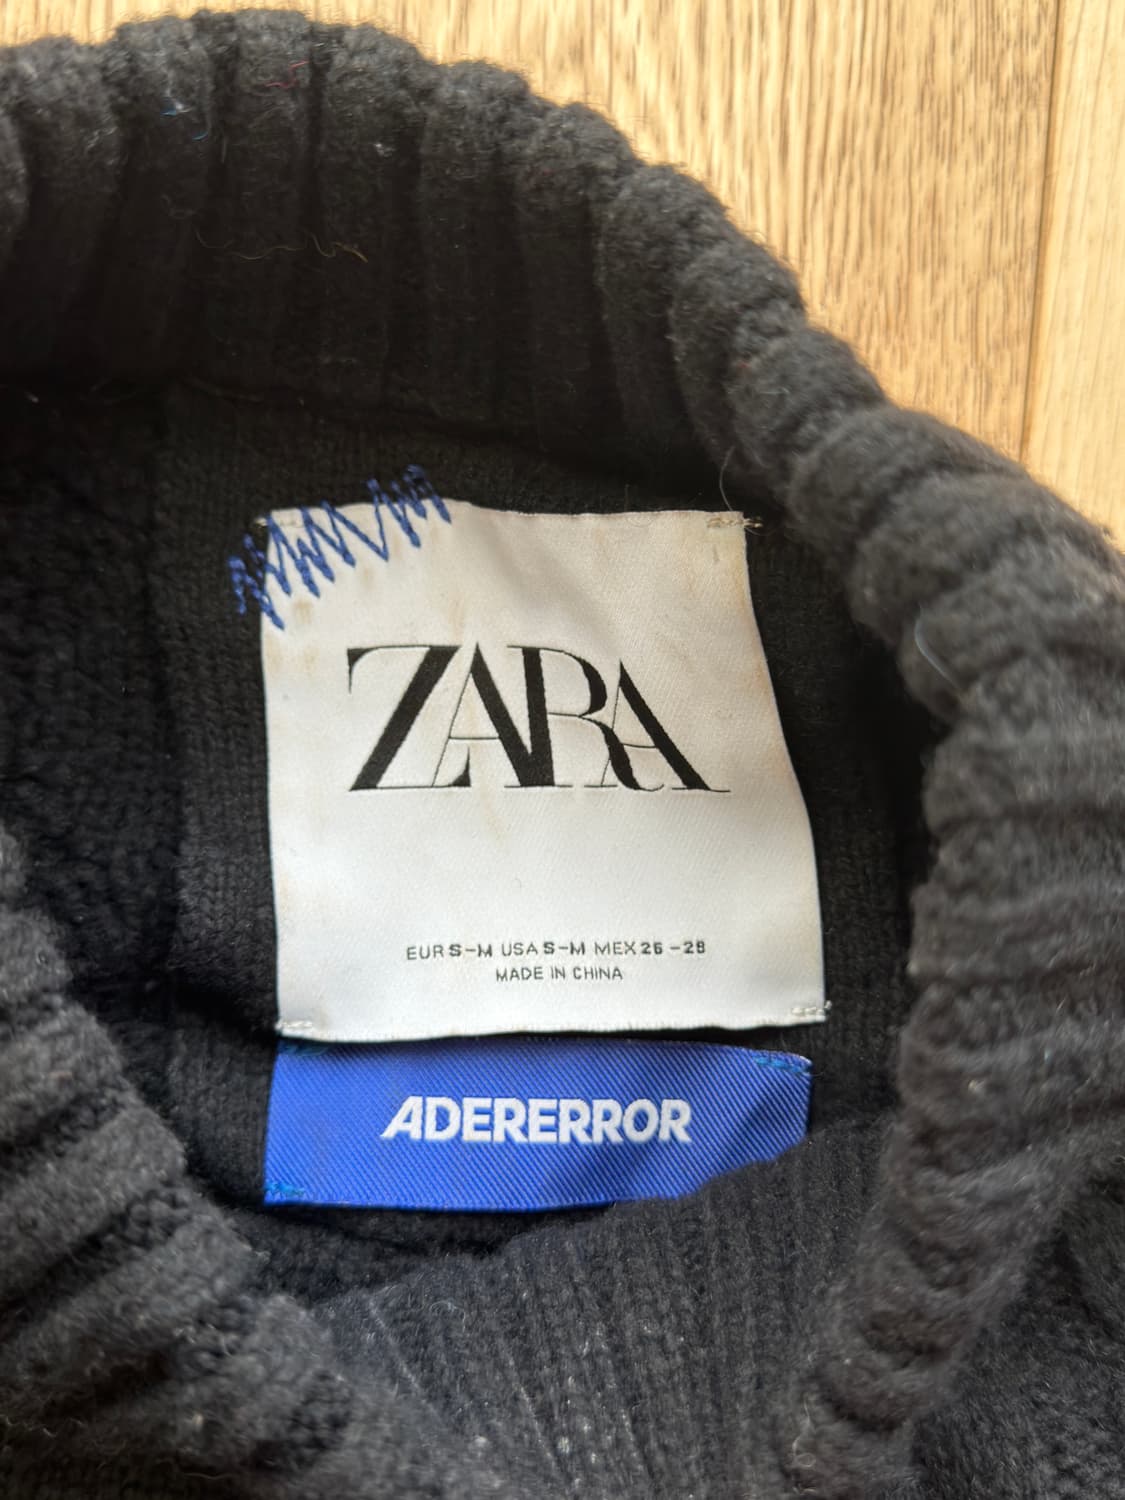 ZARA
EUR S-M USA S-M MEX 26-28
MADE IN CHINA
ADERERROR